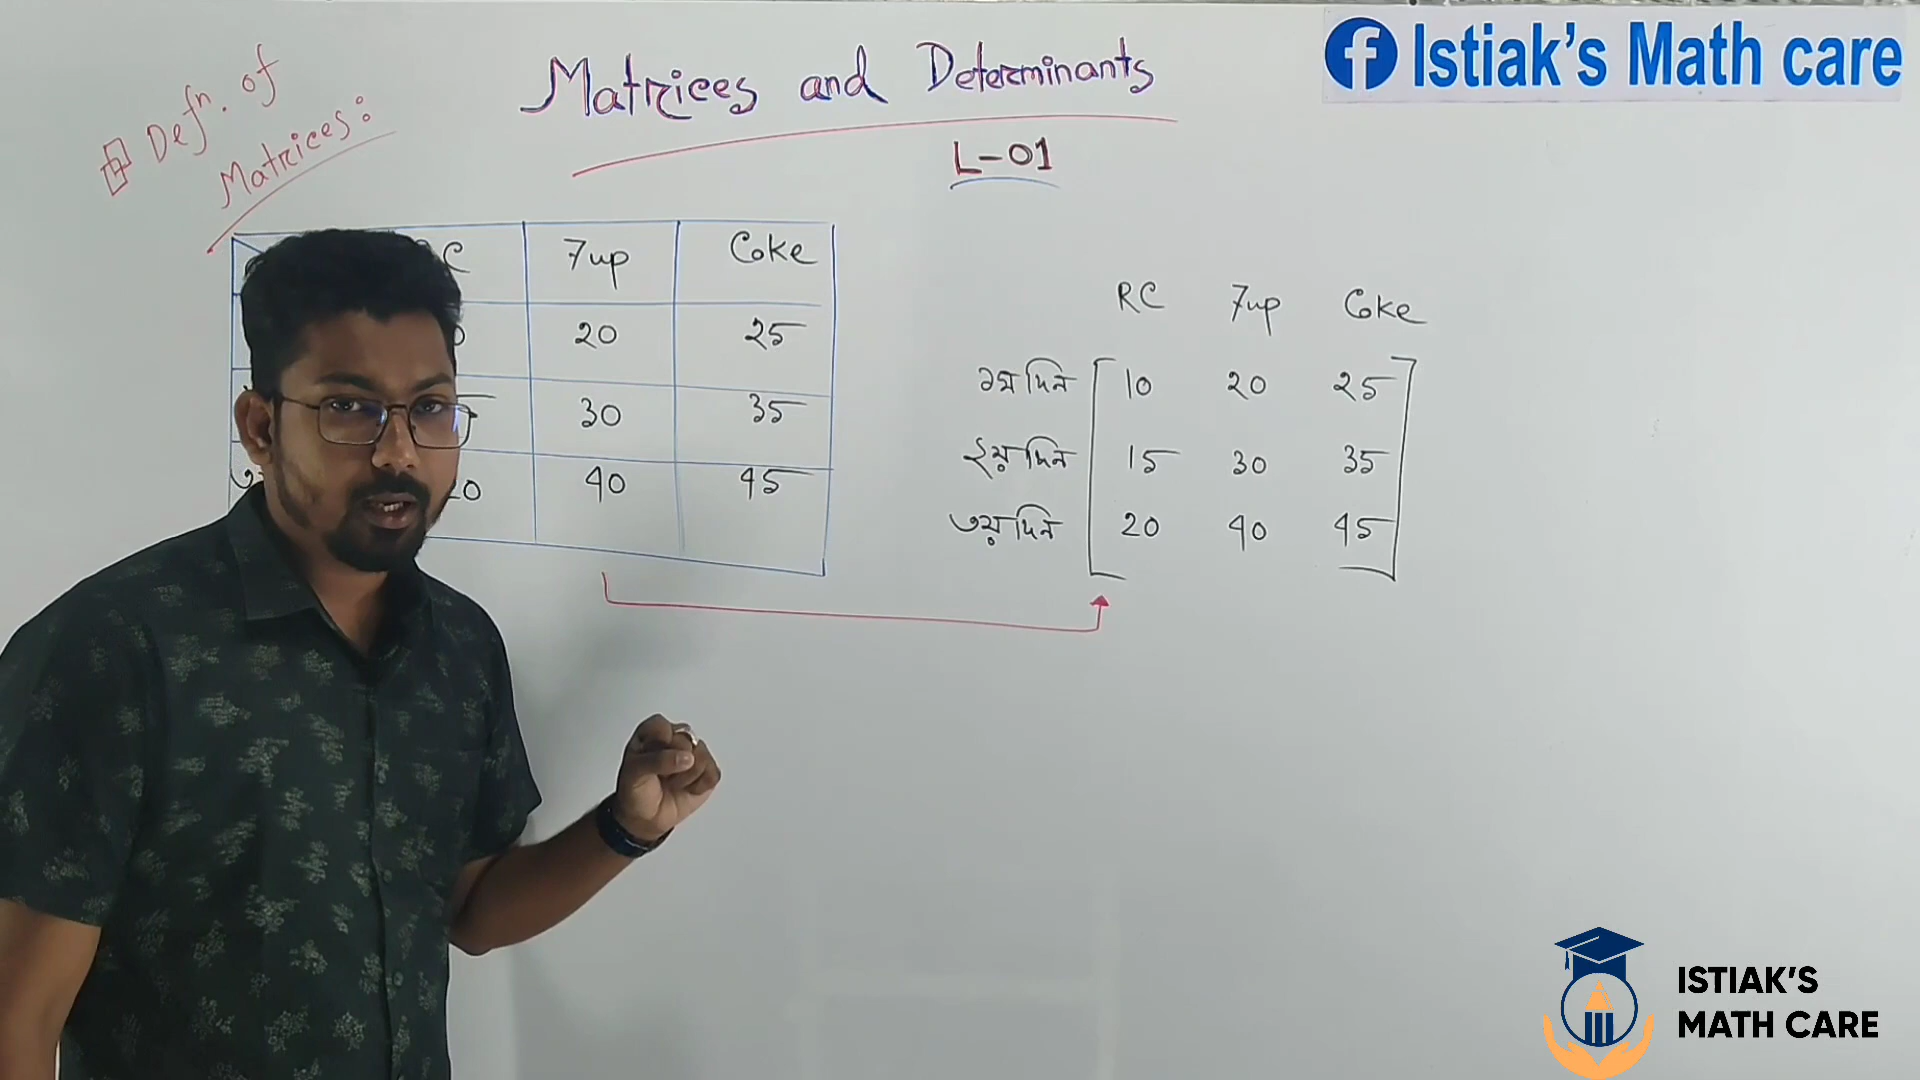 Matrices and Determinants
Istiak's Math care
L-01
Defn. of
Matrices:
C 7up Coke
20 25
30 35
40 45
RC 7up Coke
১ম দিন 10 20 25
২য় দিন 15 30 35
৩য় দিন 20 40 45
ISTIAK'S
MATH CARE